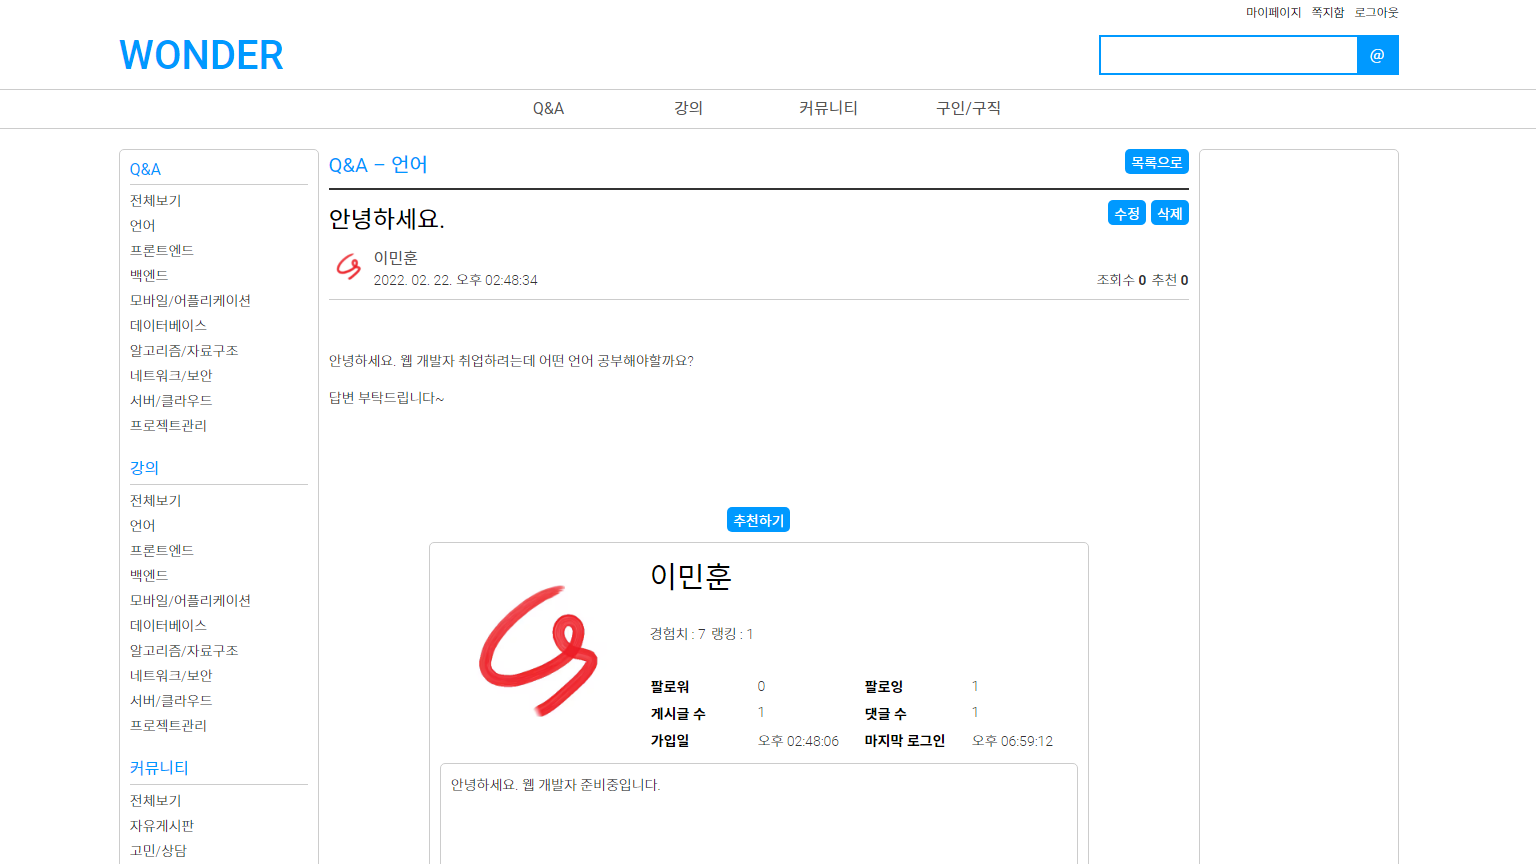 마이페이지 쪽지함 로그아웃
WONDER
@
Q&A 강의 커뮤니티 구인/구직
Q&A
전체보기
언어
프론트엔드
백엔드
모바일/어플리케이션
데이터베이스
알고리즘/자료구조
네트워크/보안
서버/클라우드
프로젝트관리
강의
전체보기
언어
프론트엔드
백엔드
모바일/어플리케이션
데이터베이스
알고리즘/자료구조
네트워크/보안
서버/클라우드
프로젝트관리
커뮤니티
전체보기
자유게시판
고민/상담
Q&A - 언어 목록으로
안녕하세요. 수정 삭제
이민훈
2022. 02. 22. 오후 02:48:34 조회수 0 추천 0
안녕하세요. 웹 개발자 취업하려는데 어떤 언어 공부해야할까요?
답변 부탁드립니다~
추천하기
이민훈
경험치 : 7 랭킹 : 1
팔로워 0 팔로잉 1
게시글 수 1 댓글 수 1
가입일 오후 02:48:06 마지막 로그인 오후 06:59:12
안녕하세요. 웹 개발자 준비중입니다.